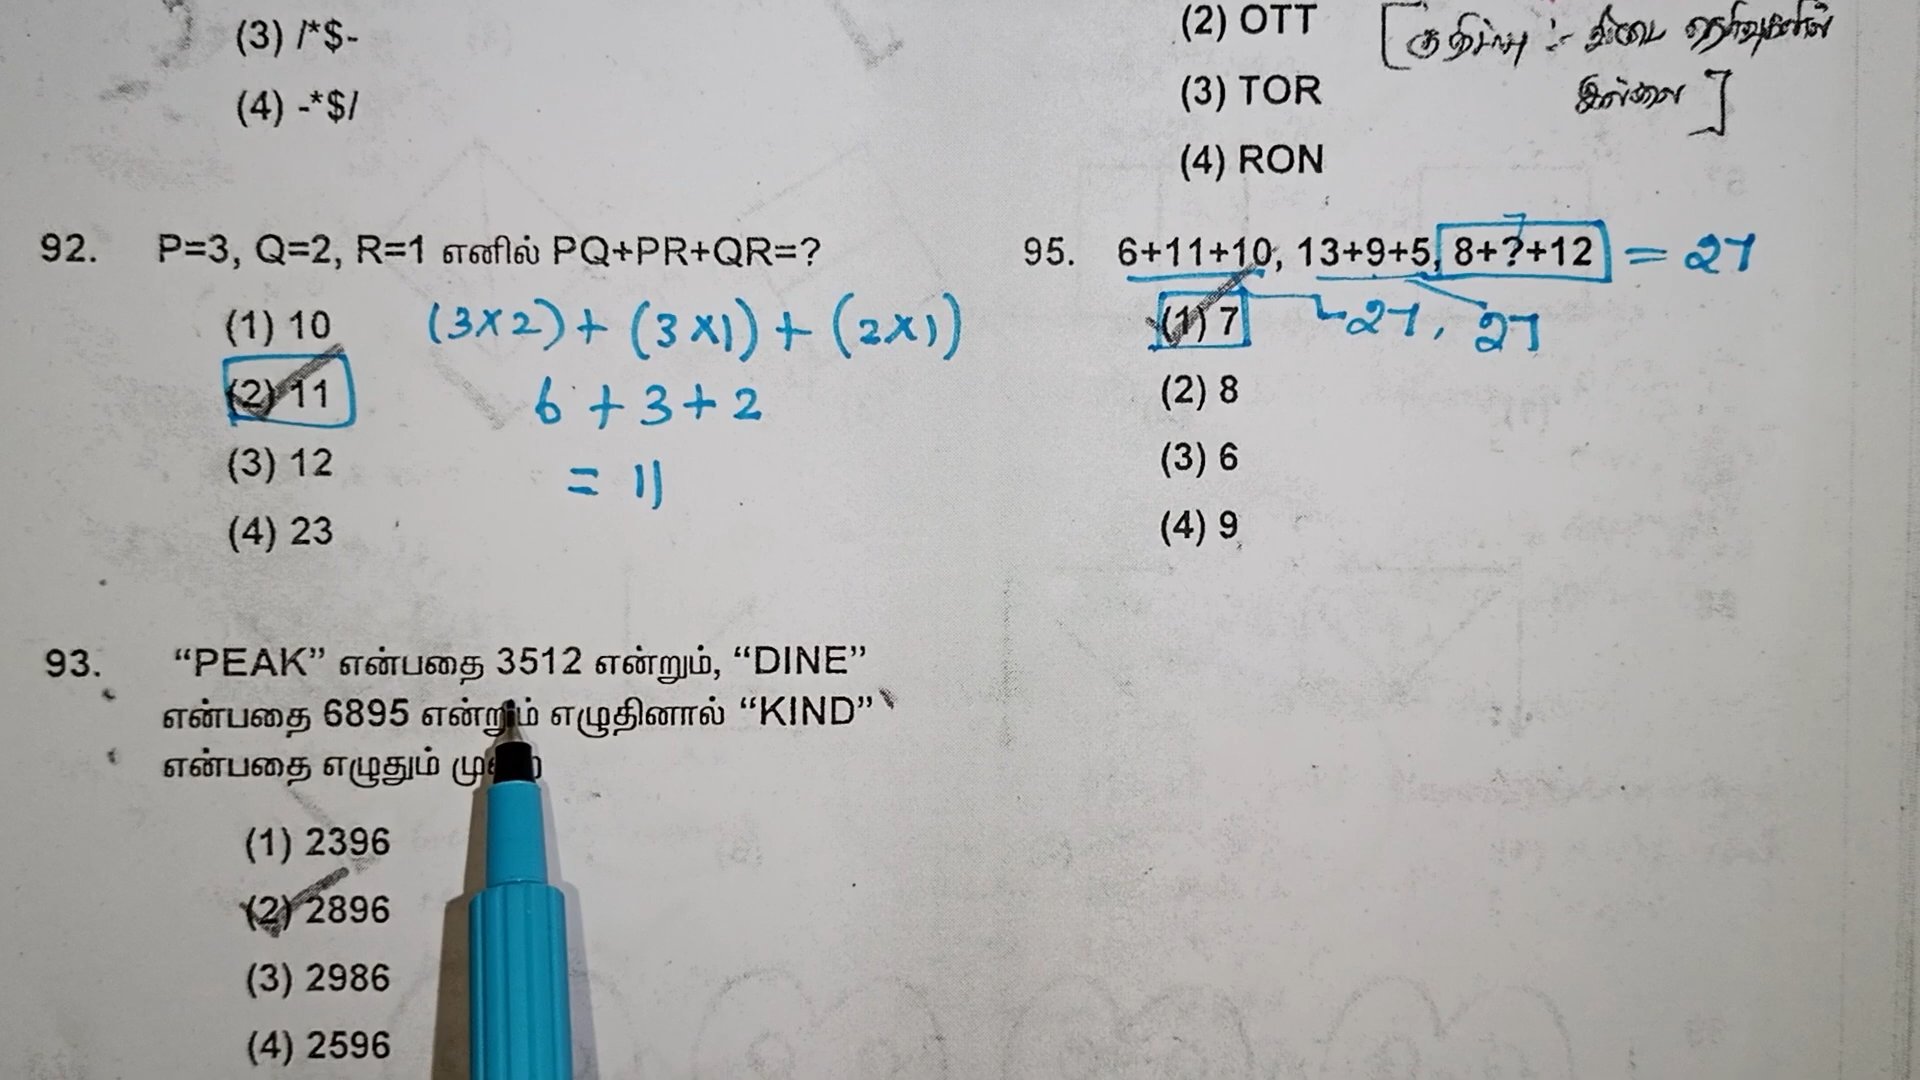 (3) /*$-
(4) -*$/
92. P=3, Q=2, R=1 எனில் PQ+PR+QR=?
(1) 10
(2) 11
(3) 12
(4) 23
(3×2)+(3×1)+(2×1)
6+3+2
= 11
93. “PEAK” என்பதை 3512 என்றும், “DINE”
என்பதை 6895 என்றும் எழுதினால் “KIND”
என்பதை எழுதும்
(1) 2396
(2) 2896
(3) 2986
(4) 2596
(2) OTT
(3) TOR
(4) RON
[குறிப்பு :- விடை தெரிவுகளில்
இல்லை]
95. 6+11+10, 13+9+5, 8+?+12 = 27
7
(1) 7
27, 27
(2) 8
(3) 6
(4) 9